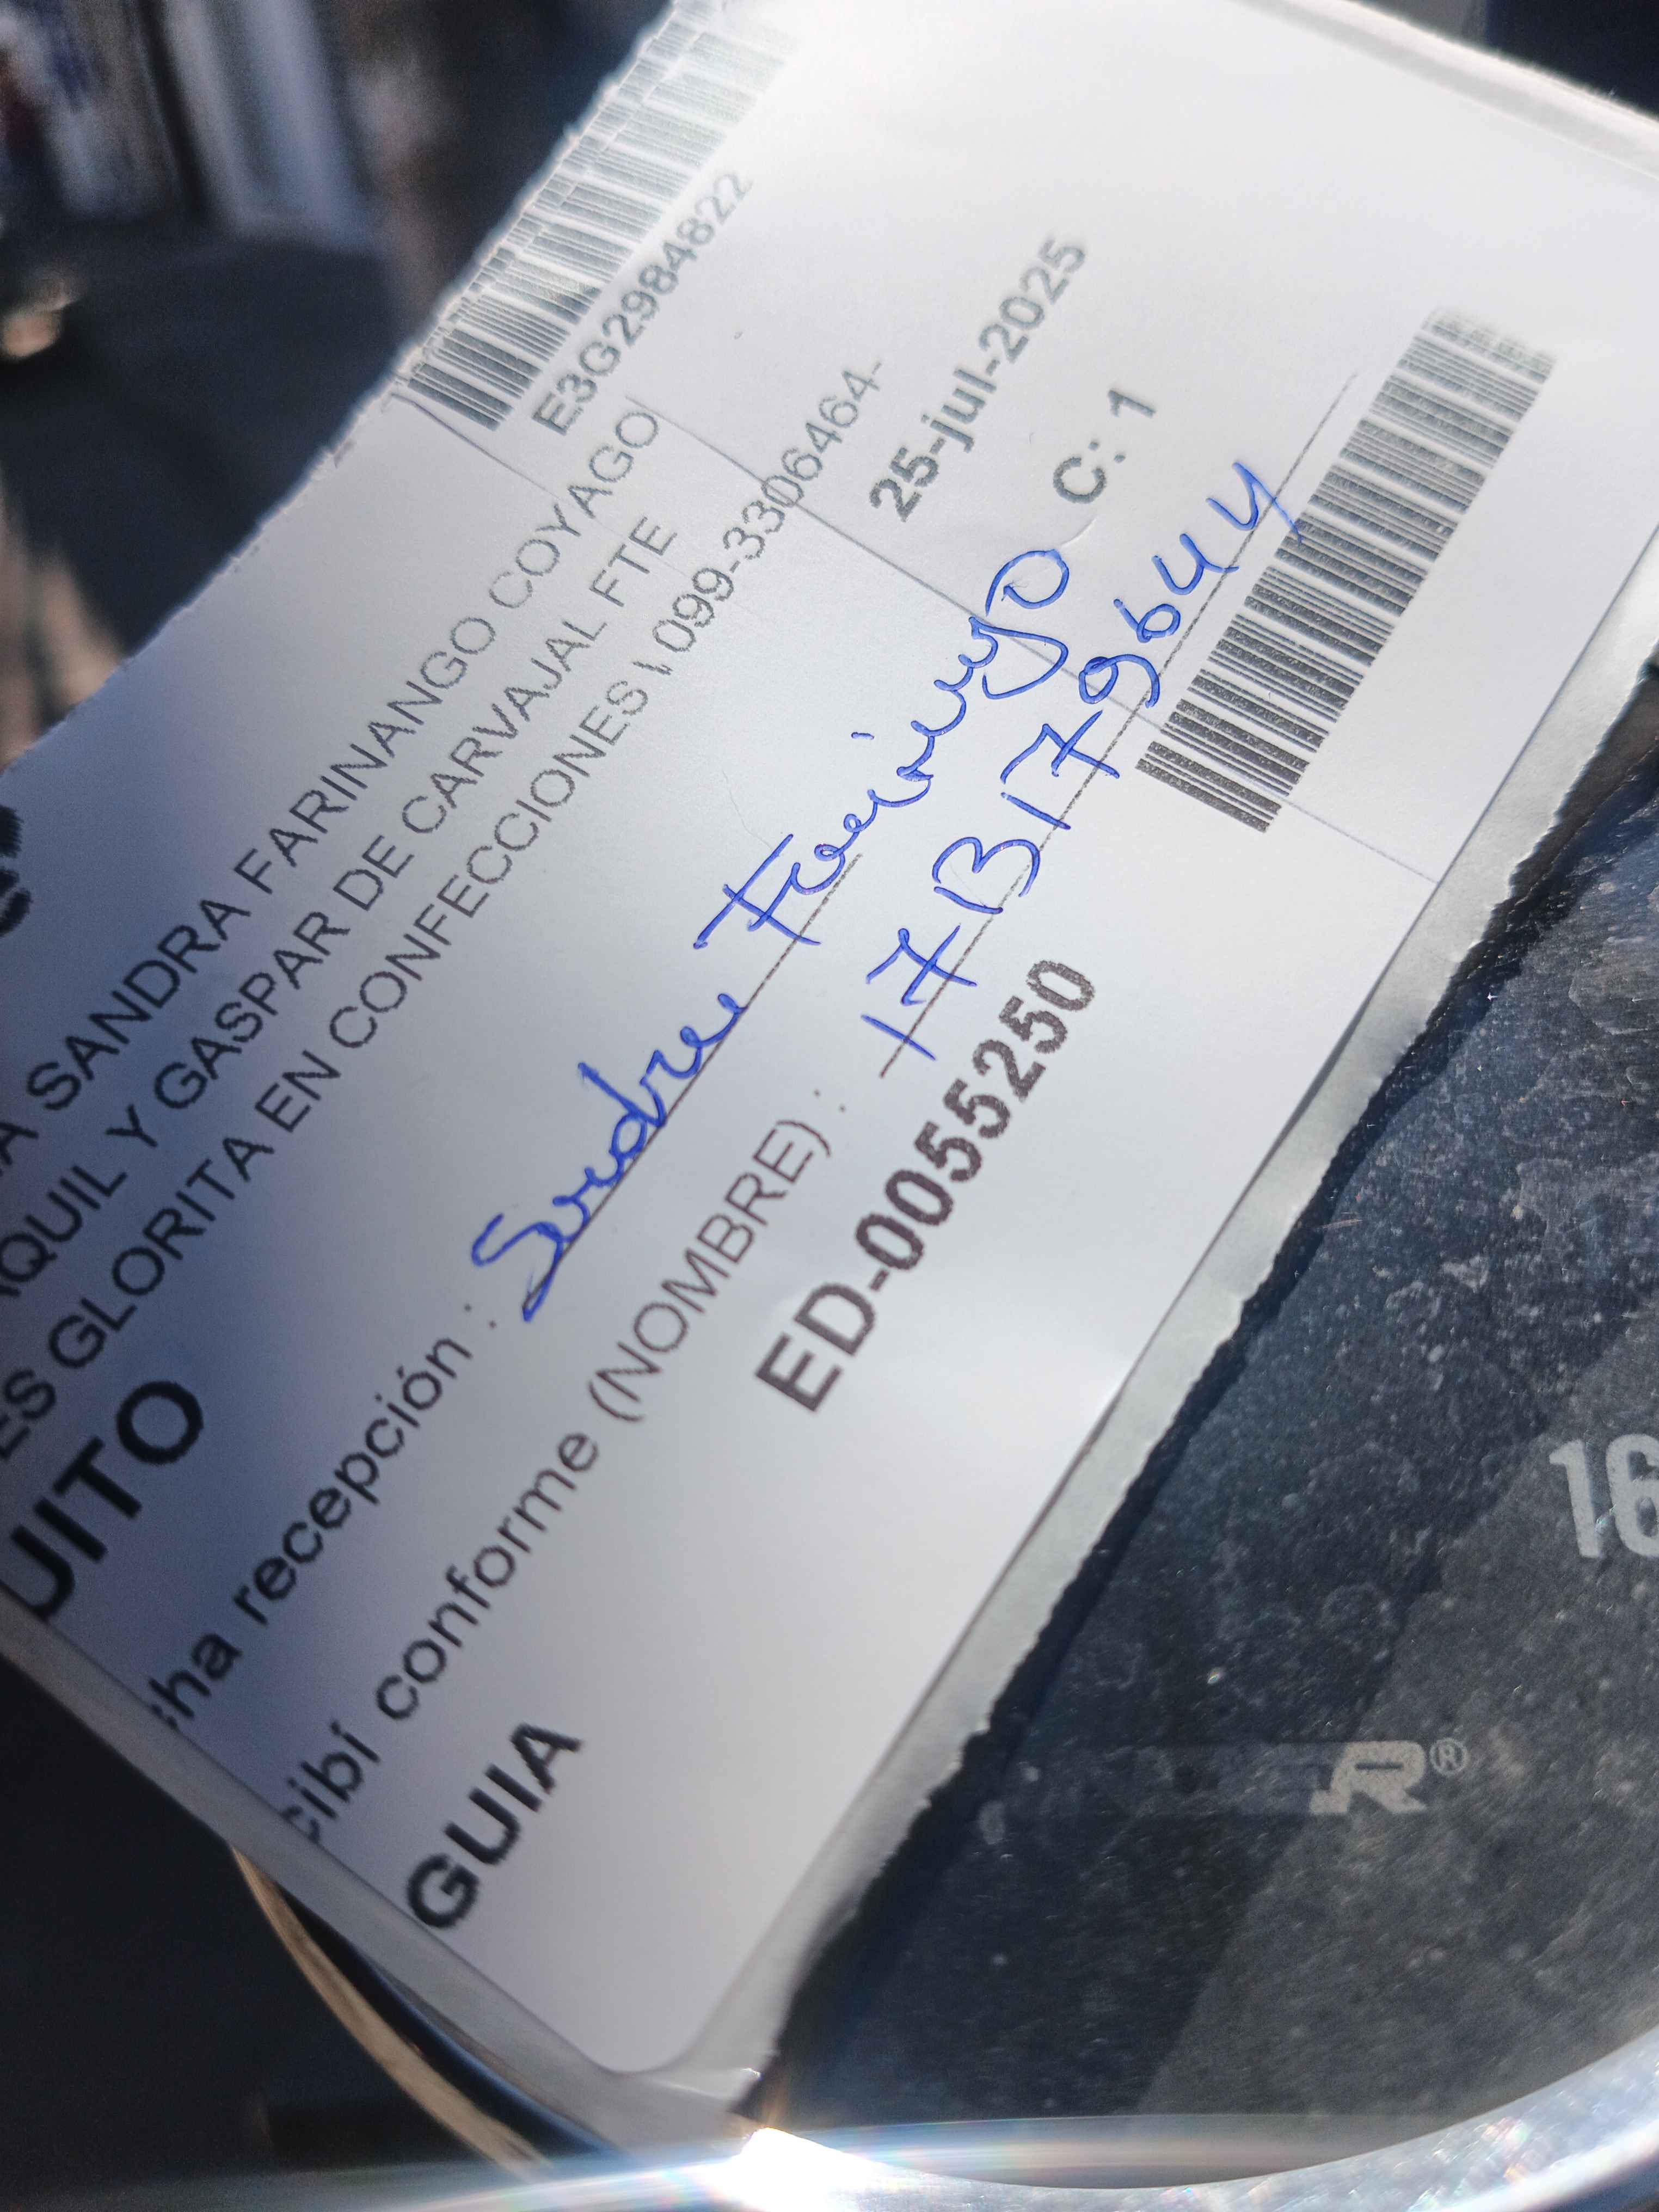 E3G2984822
A SANDRA FARINANGO COYAGO
QUIL Y GASPAR DE CARVAJAL FTE
ES GLORITA EN CONFECCIONES \ 099-3306464-
UITO
25-jul-2025
cha recepción : Sandra Farinango
C: 1
cibí conforme (NOMBRE) : 1713179644
GUIA
ED-0055250
16
R®